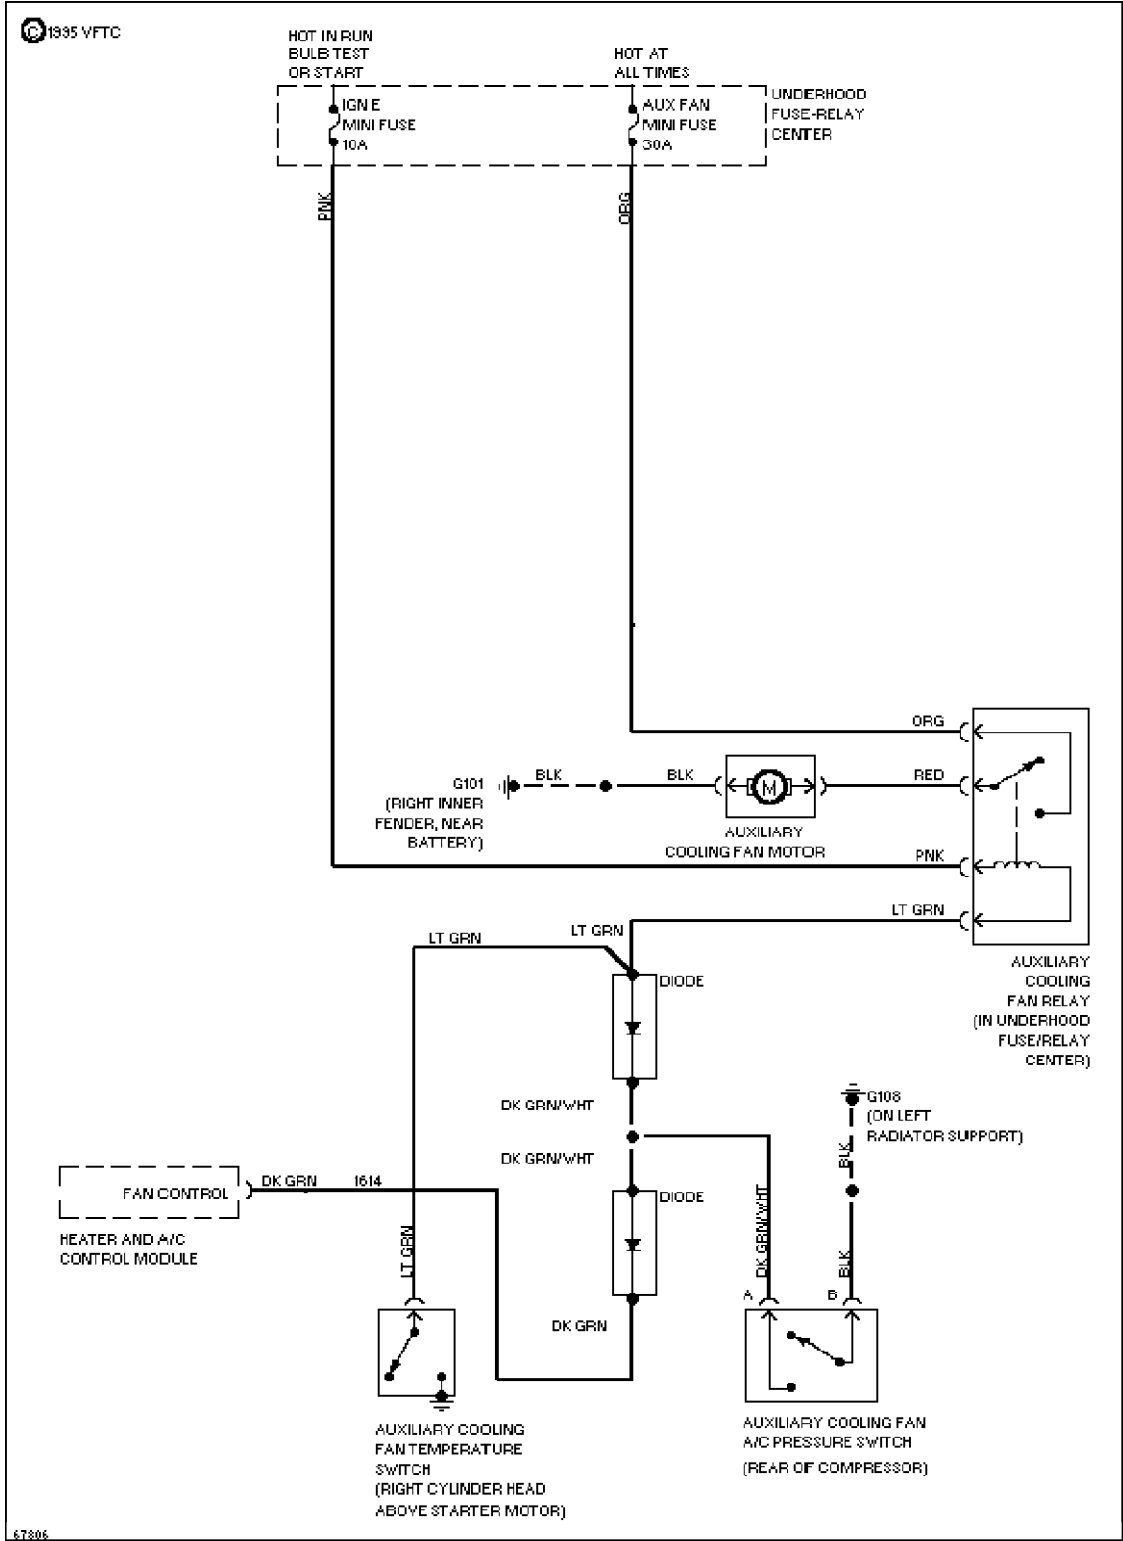 © 1995 VFTC
HOT IN RUN
BULB TEST
OR START
HOT AT
ALL TIMES
IGN E
MINI FUSE
10A
AUX FAN
MINI FUSE
30A
UNDERHOOD
FUSE-RELAY
CENTER
PNK
ORG
ORG
G101
(RIGHT INNER
FENDER, NEAR
BATTERY)
BLK
BLK
M
RED
AUXILIARY
COOLING FAN MOTOR
PNK
LT GRN
LT GRN
LT GRN
AUXILIARY
COOLING
FAN RELAY
(IN UNDERHOOD
FUSE/RELAY
CENTER)
DIODE
DK GRN/WHT
G108
(ON LEFT
RADIATOR SUPPORT)
BLK
DK GRN/WHT
FAN CONTROL
DK GRN
1614
DIODE
HEATER AND A/C
CONTROL MODULE
LT GRN
DK GRN/WHT
BLK
A
B
DK GRN
AUXILIARY COOLING
FAN TEMPERATURE
SWITCH
(RIGHT CYLINDER HEAD
ABOVE STARTER MOTOR)
AUXILIARY COOLING FAN
A/C PRESSURE SWITCH
(REAR OF COMPRESSOR)
67806